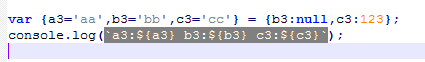 var {a3='aa',b3='bb',c3='cc'} = {b3:null,c3:123};
console.log(`a3:${a3} b3:${b3} c3:${c3}`);